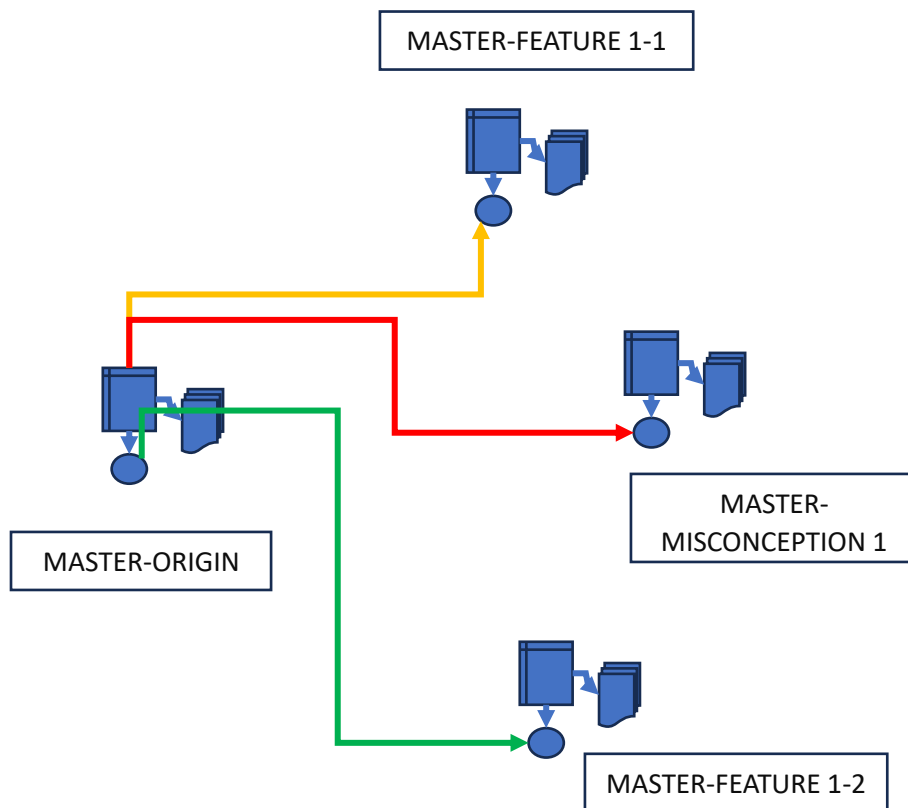 MASTER-FEATURE 1-1
MASTER-
MISCONCEPTION 1
MASTER-ORIGIN
MASTER-FEATURE 1-2